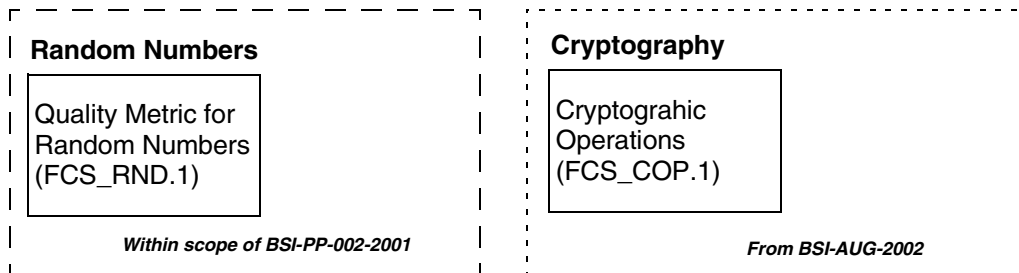 Random Numbers
Quality Metric for
Random Numbers
(FCS_RND.1)
Within scope of BSI-PP-002-2001
Cryptography
Cryptograhic
Operations
(FCS_COP.1)
From BSI-AUG-2002